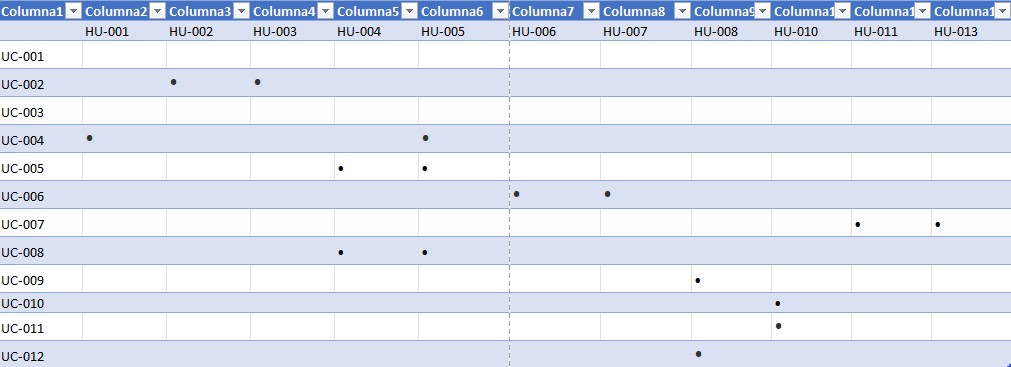 Columna1 Columna2 Columna3 Columna4 Columna5 Columna6 Columna7 Columna8 Columna9 Columna1 Columna1 Columna1
HU-001 HU-002 HU-003 HU-004 HU-005 HU-006 HU-007 HU-008 HU-010 HU-011 HU-013
UC-001
UC-002 • •
UC-003
UC-004 • •
UC-005 • •
UC-006 • •
UC-007 • •
UC-008 • •
UC-009 •
UC-010 •
UC-011 •
UC-012 •